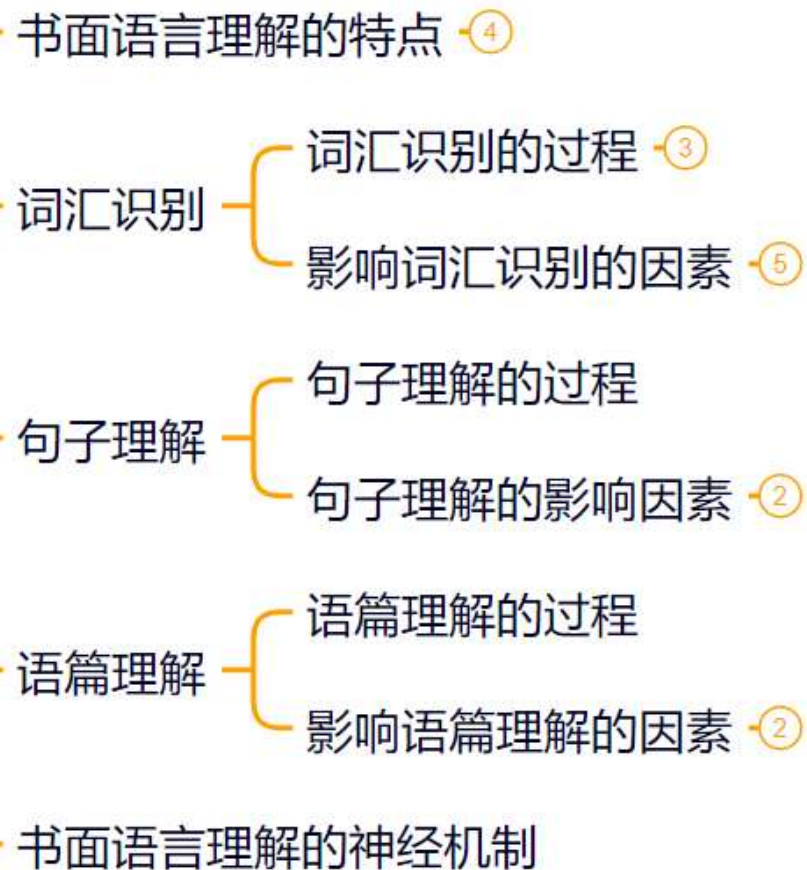 书面语言理解的特点 4
词汇识别的过程 3
词汇识别
影响词汇识别的因素 5
句子理解的过程
句子理解
句子理解的影响因素 2
语篇理解的过程
语篇理解
影响语篇理解的因素 2
书面语言理解的神经机制